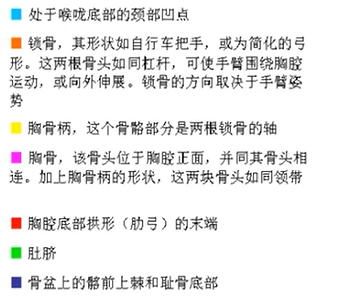 处于喉咙底部的颈部凹点
锁骨，其形状如自行车把手，或为简化的弓
形。这两根骨头如同杠杆，可使手臂围绕胸腔
运动，或向外伸展。锁骨的方向取决于手臂姿
势
胸骨柄，这个骨骼部分是两根锁骨的轴
胸骨，该骨头位于胸腔正面，并同其骨头相
连。加上胸骨柄的形状，这两块骨头如同领带
胸腔底部拱形（肋弓）的末端
肚脐
骨盆上的髂前上棘和耻骨底部